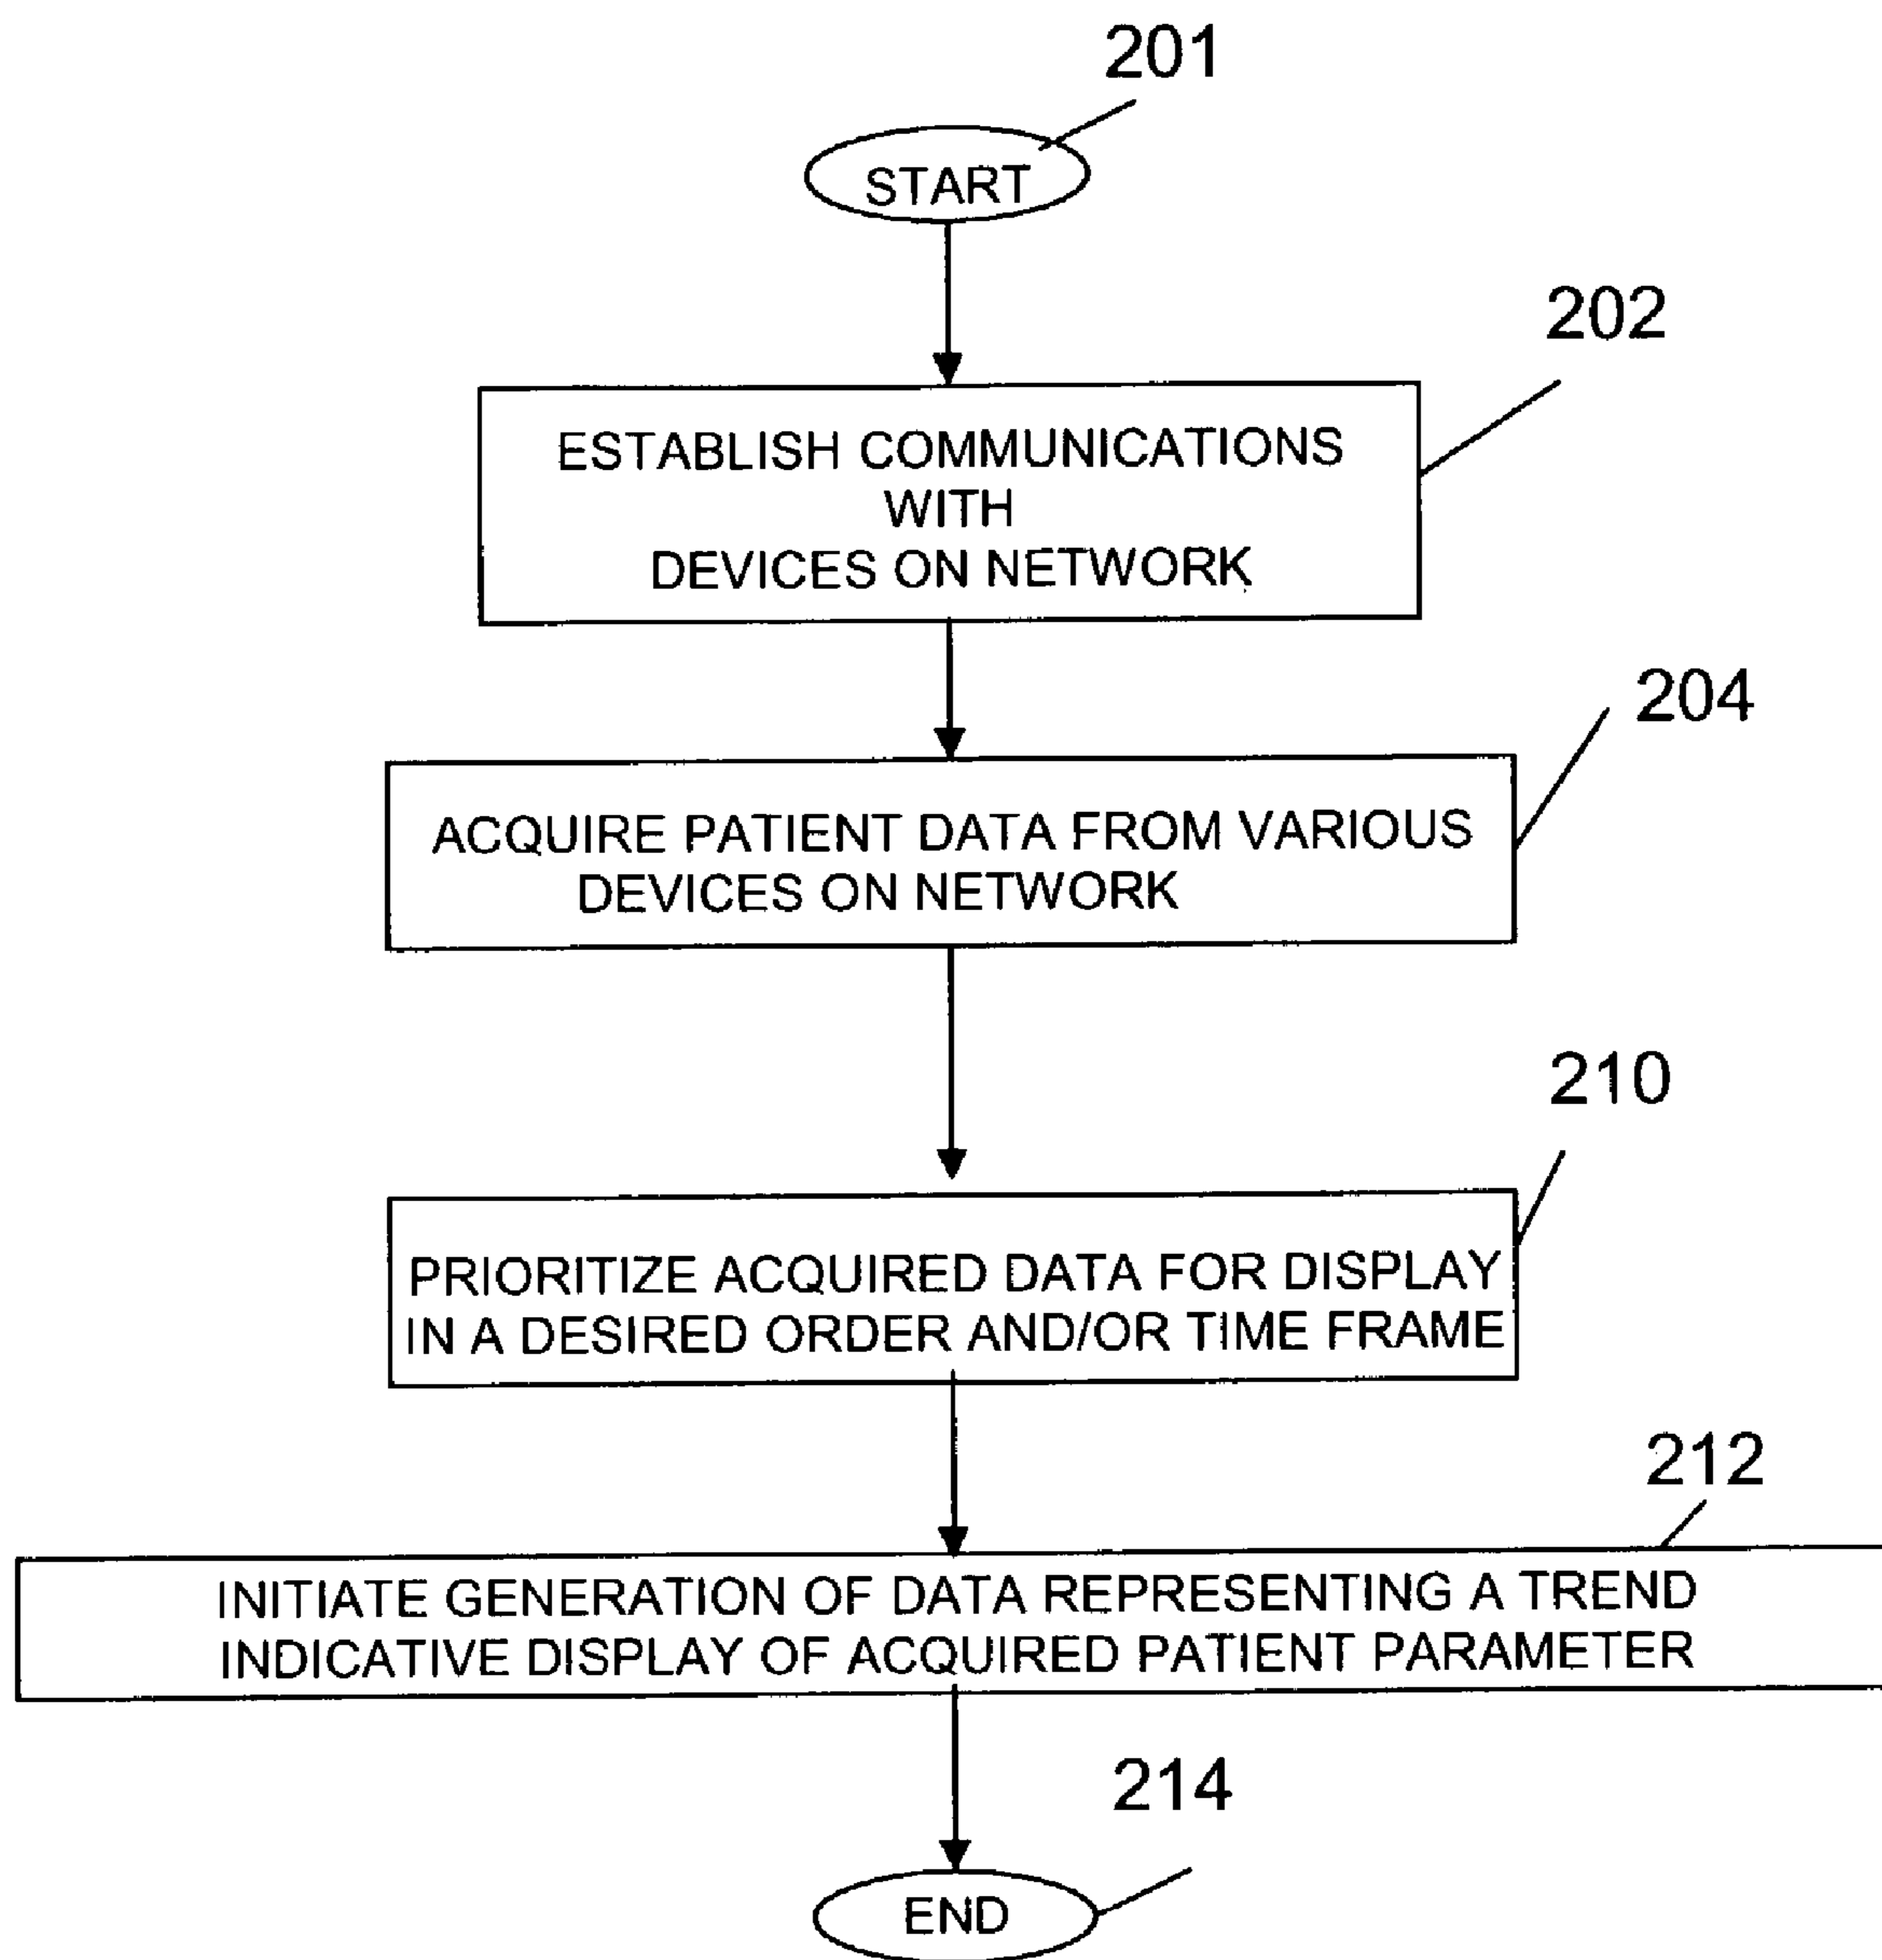 201
START
202
ESTABLISH COMMUNICATIONS
WITH
DEVICES ON NETWORK
204
ACQUIRE PATIENT DATA FROM VARIOUS
DEVICES ON NETWORK
210
PRIORITIZE ACQUIRED DATA FOR DISPLAY
IN A DESIRED ORDER AND/OR TIME FRAME
212
INITIATE GENERATION OF DATA REPRESENTING A TREND
INDICATIVE DISPLAY OF ACQUIRED PATIENT PARAMETER
214
END